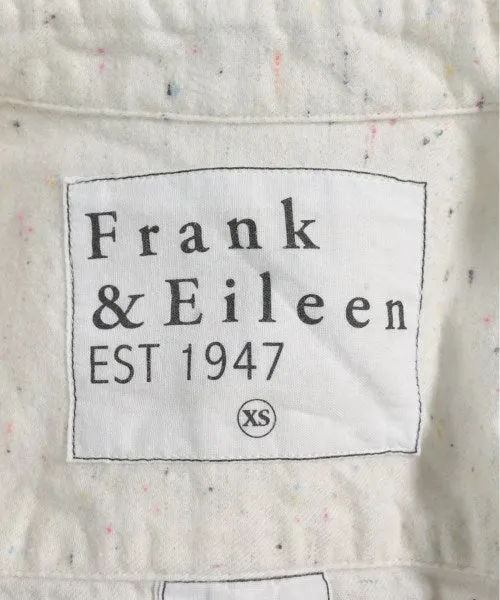 Frank
& Eileen
EST 1947
XS